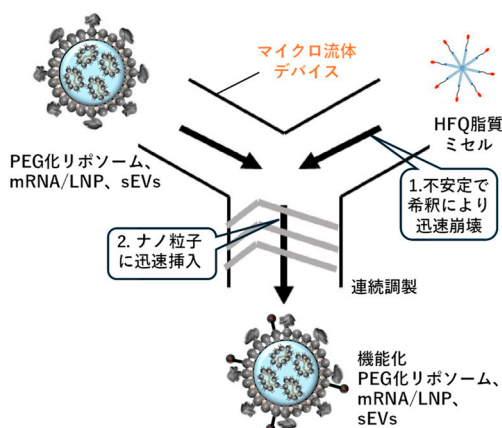 マイクロ流体
デバイス
HFQ脂質
ミセル
PEG化リポソーム、
mRNA/LNP、sEVs
1.不安定で
希釈により
迅速崩壊
2. ナノ粒子
に迅速挿入
連続調製
機能化
PEG化リポソーム、
mRNA/LNP、
sEVs